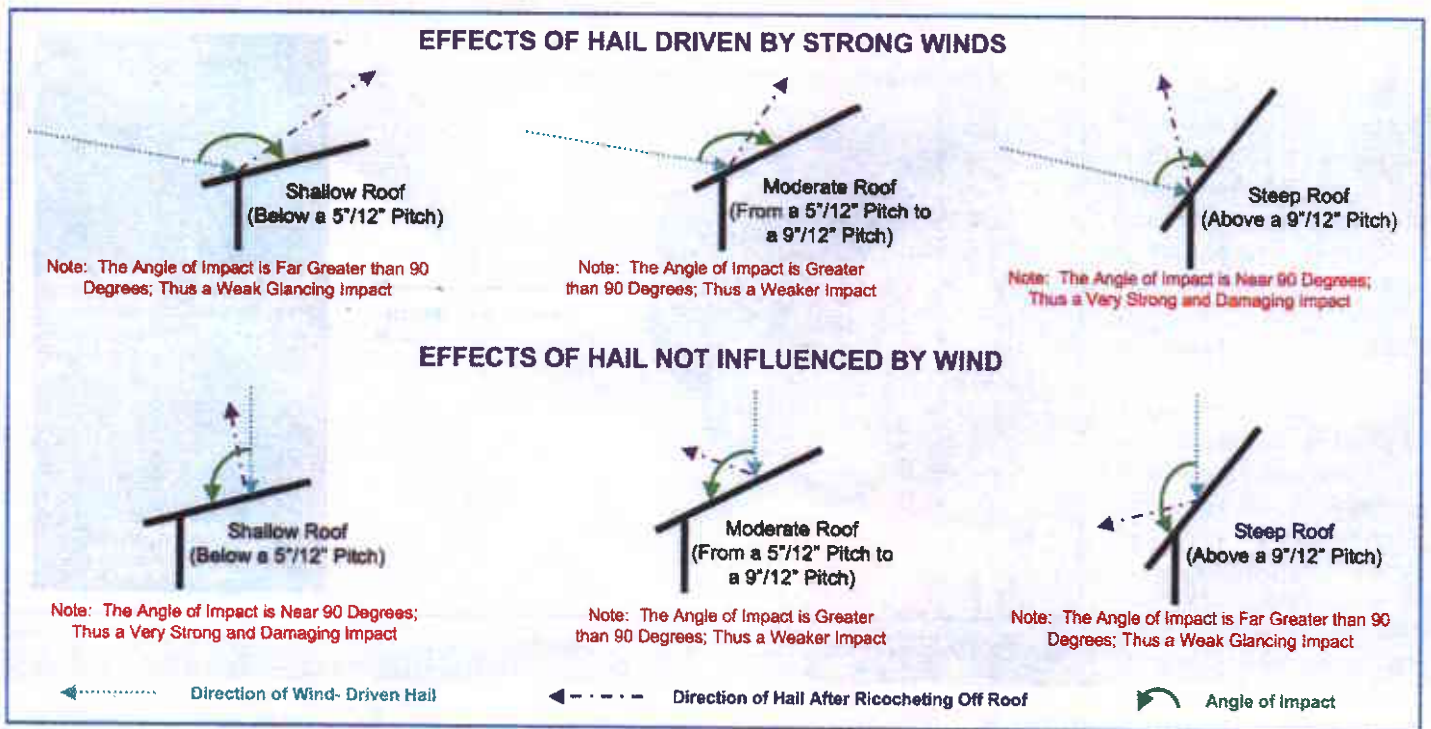 EFFECTS OF HAIL DRIVEN BY STRONG WINDS
Shallow Roof
(Below a 5"/12" Pitch)
Note: The Angle of Impact is Far Greater than 90
Degrees; Thus a Weak Glancing Impact
Moderate Roof
(From a 5"/12" Pitch to
a 9"/12" Pitch)
Note: The Angle of Impact is Greater
than 90 Degrees; Thus a Weaker Impact
Steep Roof
(Above a 9"/12" Pitch)
Note: The Angle of Impact is Near 90 Degrees;
Thus a Very Strong and Damaging Impact
EFFECTS OF HAIL NOT INFLUENCED BY WIND
Shallow Roof
(Below a 5"/12" Pitch)
Note: The Angle of Impact is Near 90 Degrees;
Thus a Very Strong and Damaging Impact
Moderate Roof
(From a 5"/12" Pitch to
a 9"/12" Pitch)
Note: The Angle of Impact is Greater
than 90 Degrees; Thus a Weaker Impact
Steep Roof
(Above a 9"/12" Pitch)
Note: The Angle of Impact is Far Greater than 90
Degrees; Thus a Weak Glancing Impact
Direction of Wind- Driven Hail
Direction of Hail After Ricocheting Off Roof
Angle of Impact